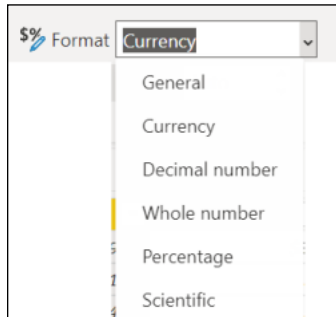 $% Format Currency
General
Currency
Decimal number
Whole number
Percentage
Scientific